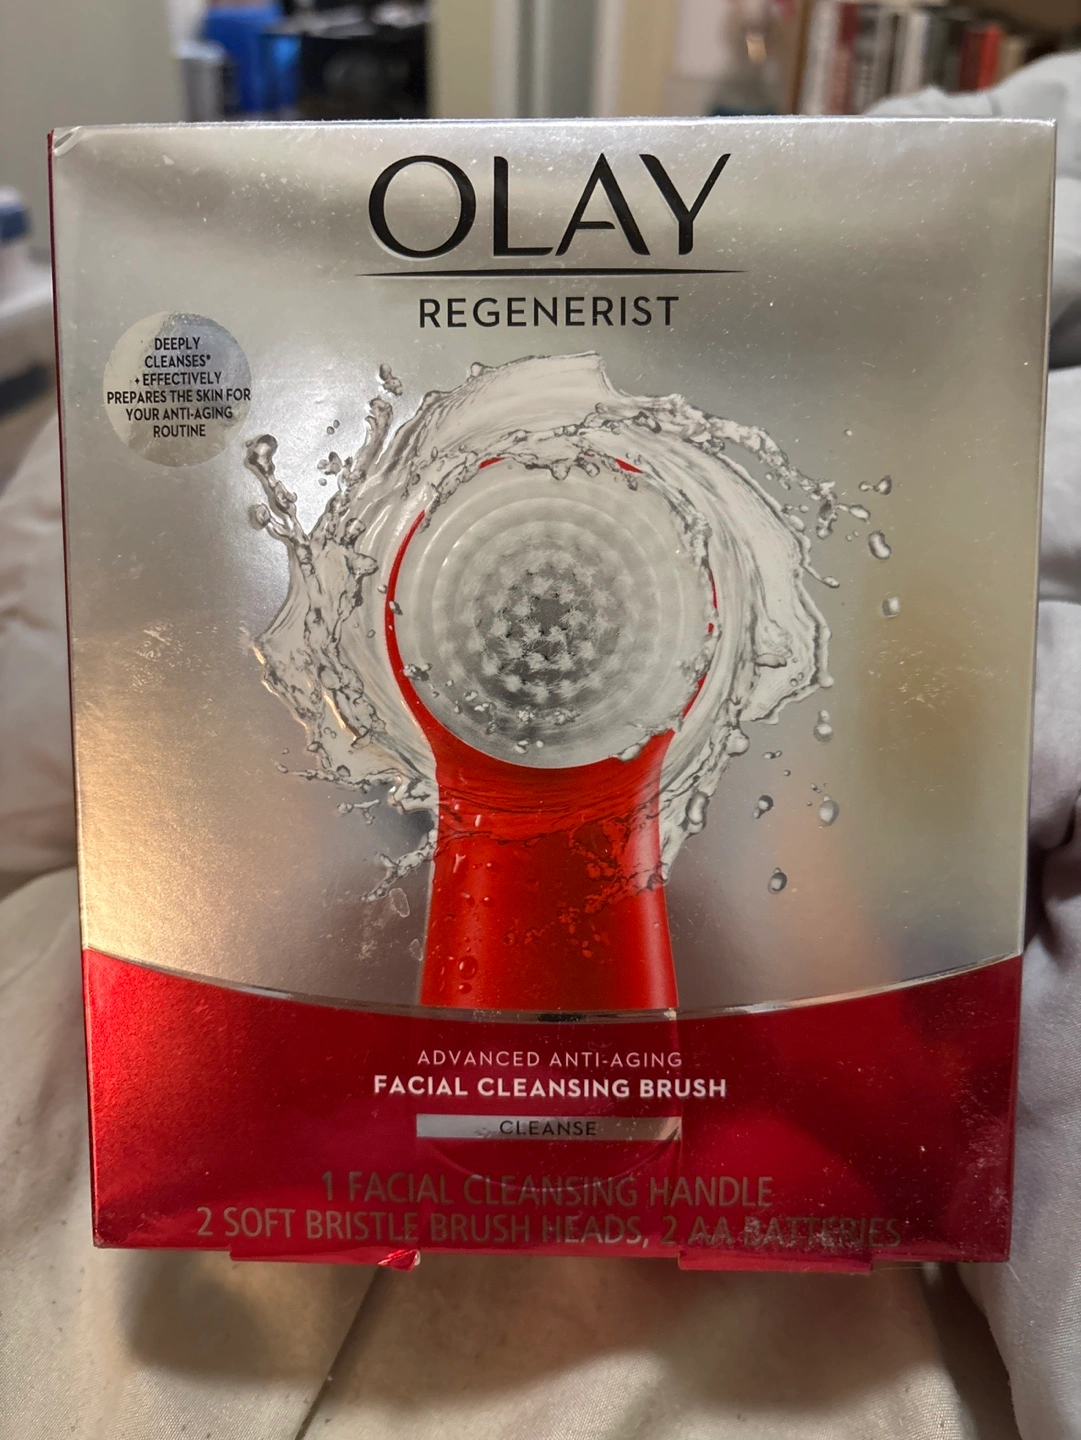 OLAY
REGENERIST
DEEPLY
CLEANSES*
+ EFFECTIVELY
PREPARES THE SKIN FOR
YOUR ANTI-AGING
ROUTINE
ADVANCED ANTI-AGING
FACIAL CLEANSING BRUSH
CLEANSE
1 FACIAL CLEANSING HANDLE
2 SOFT BRISTLE BRUSH HEADS, 2 AA BATTERIES